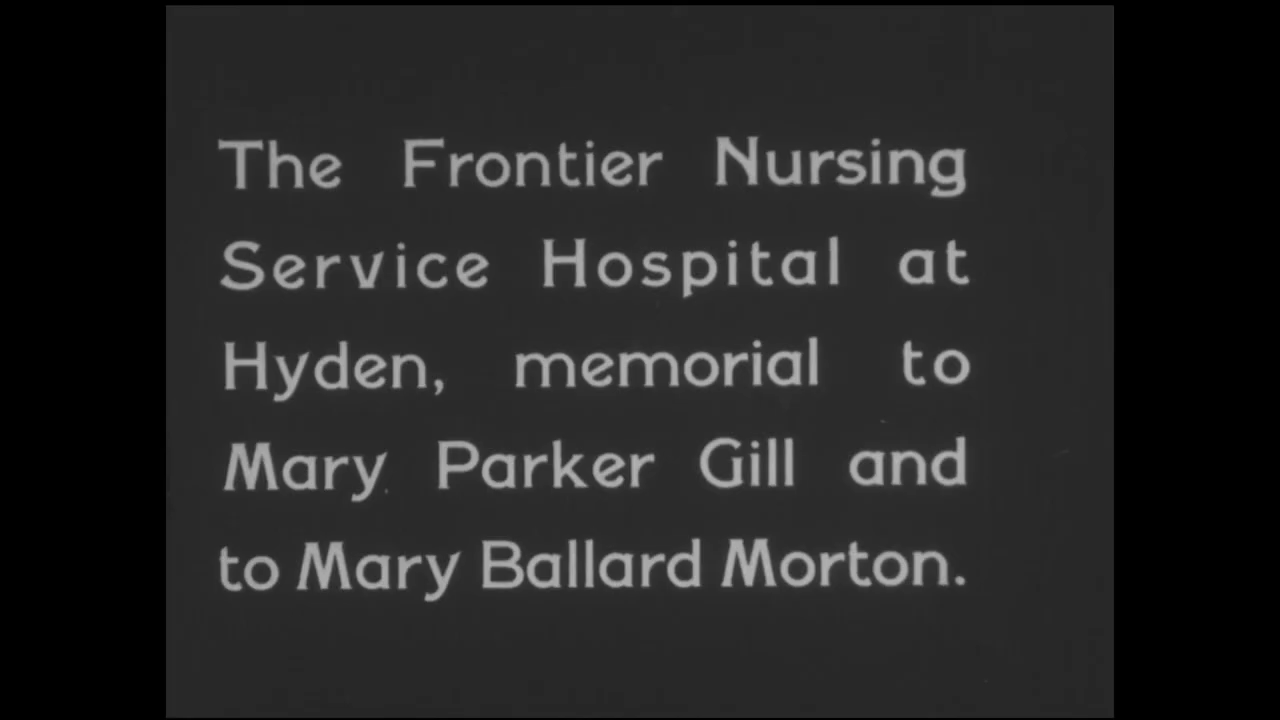 The Frontier Nursing
Service Hospital at
Hyden, memorial to
Mary Parker Gill and
to Mary Ballard Morton.